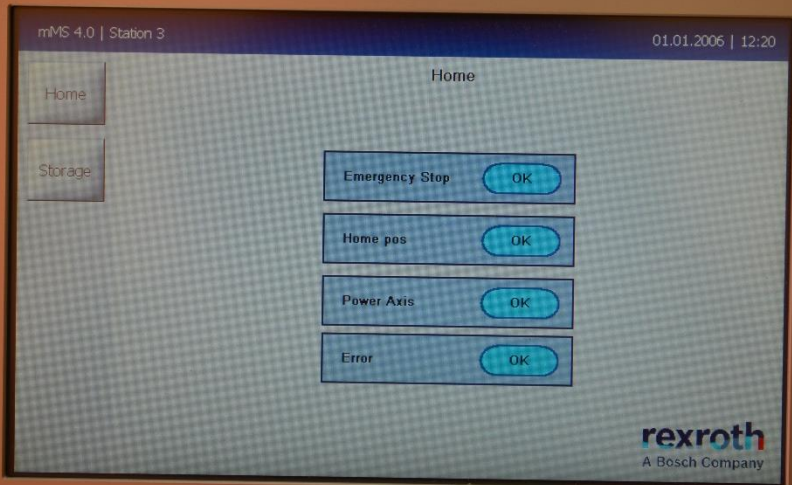 mMS 4.0 | Station 3
01.01.2006 | 12:20
Home
Home
Storage
Emergency Stop OK
Home pos OK
Power Axis OK
Error OK
rexroth
A Bosch Company